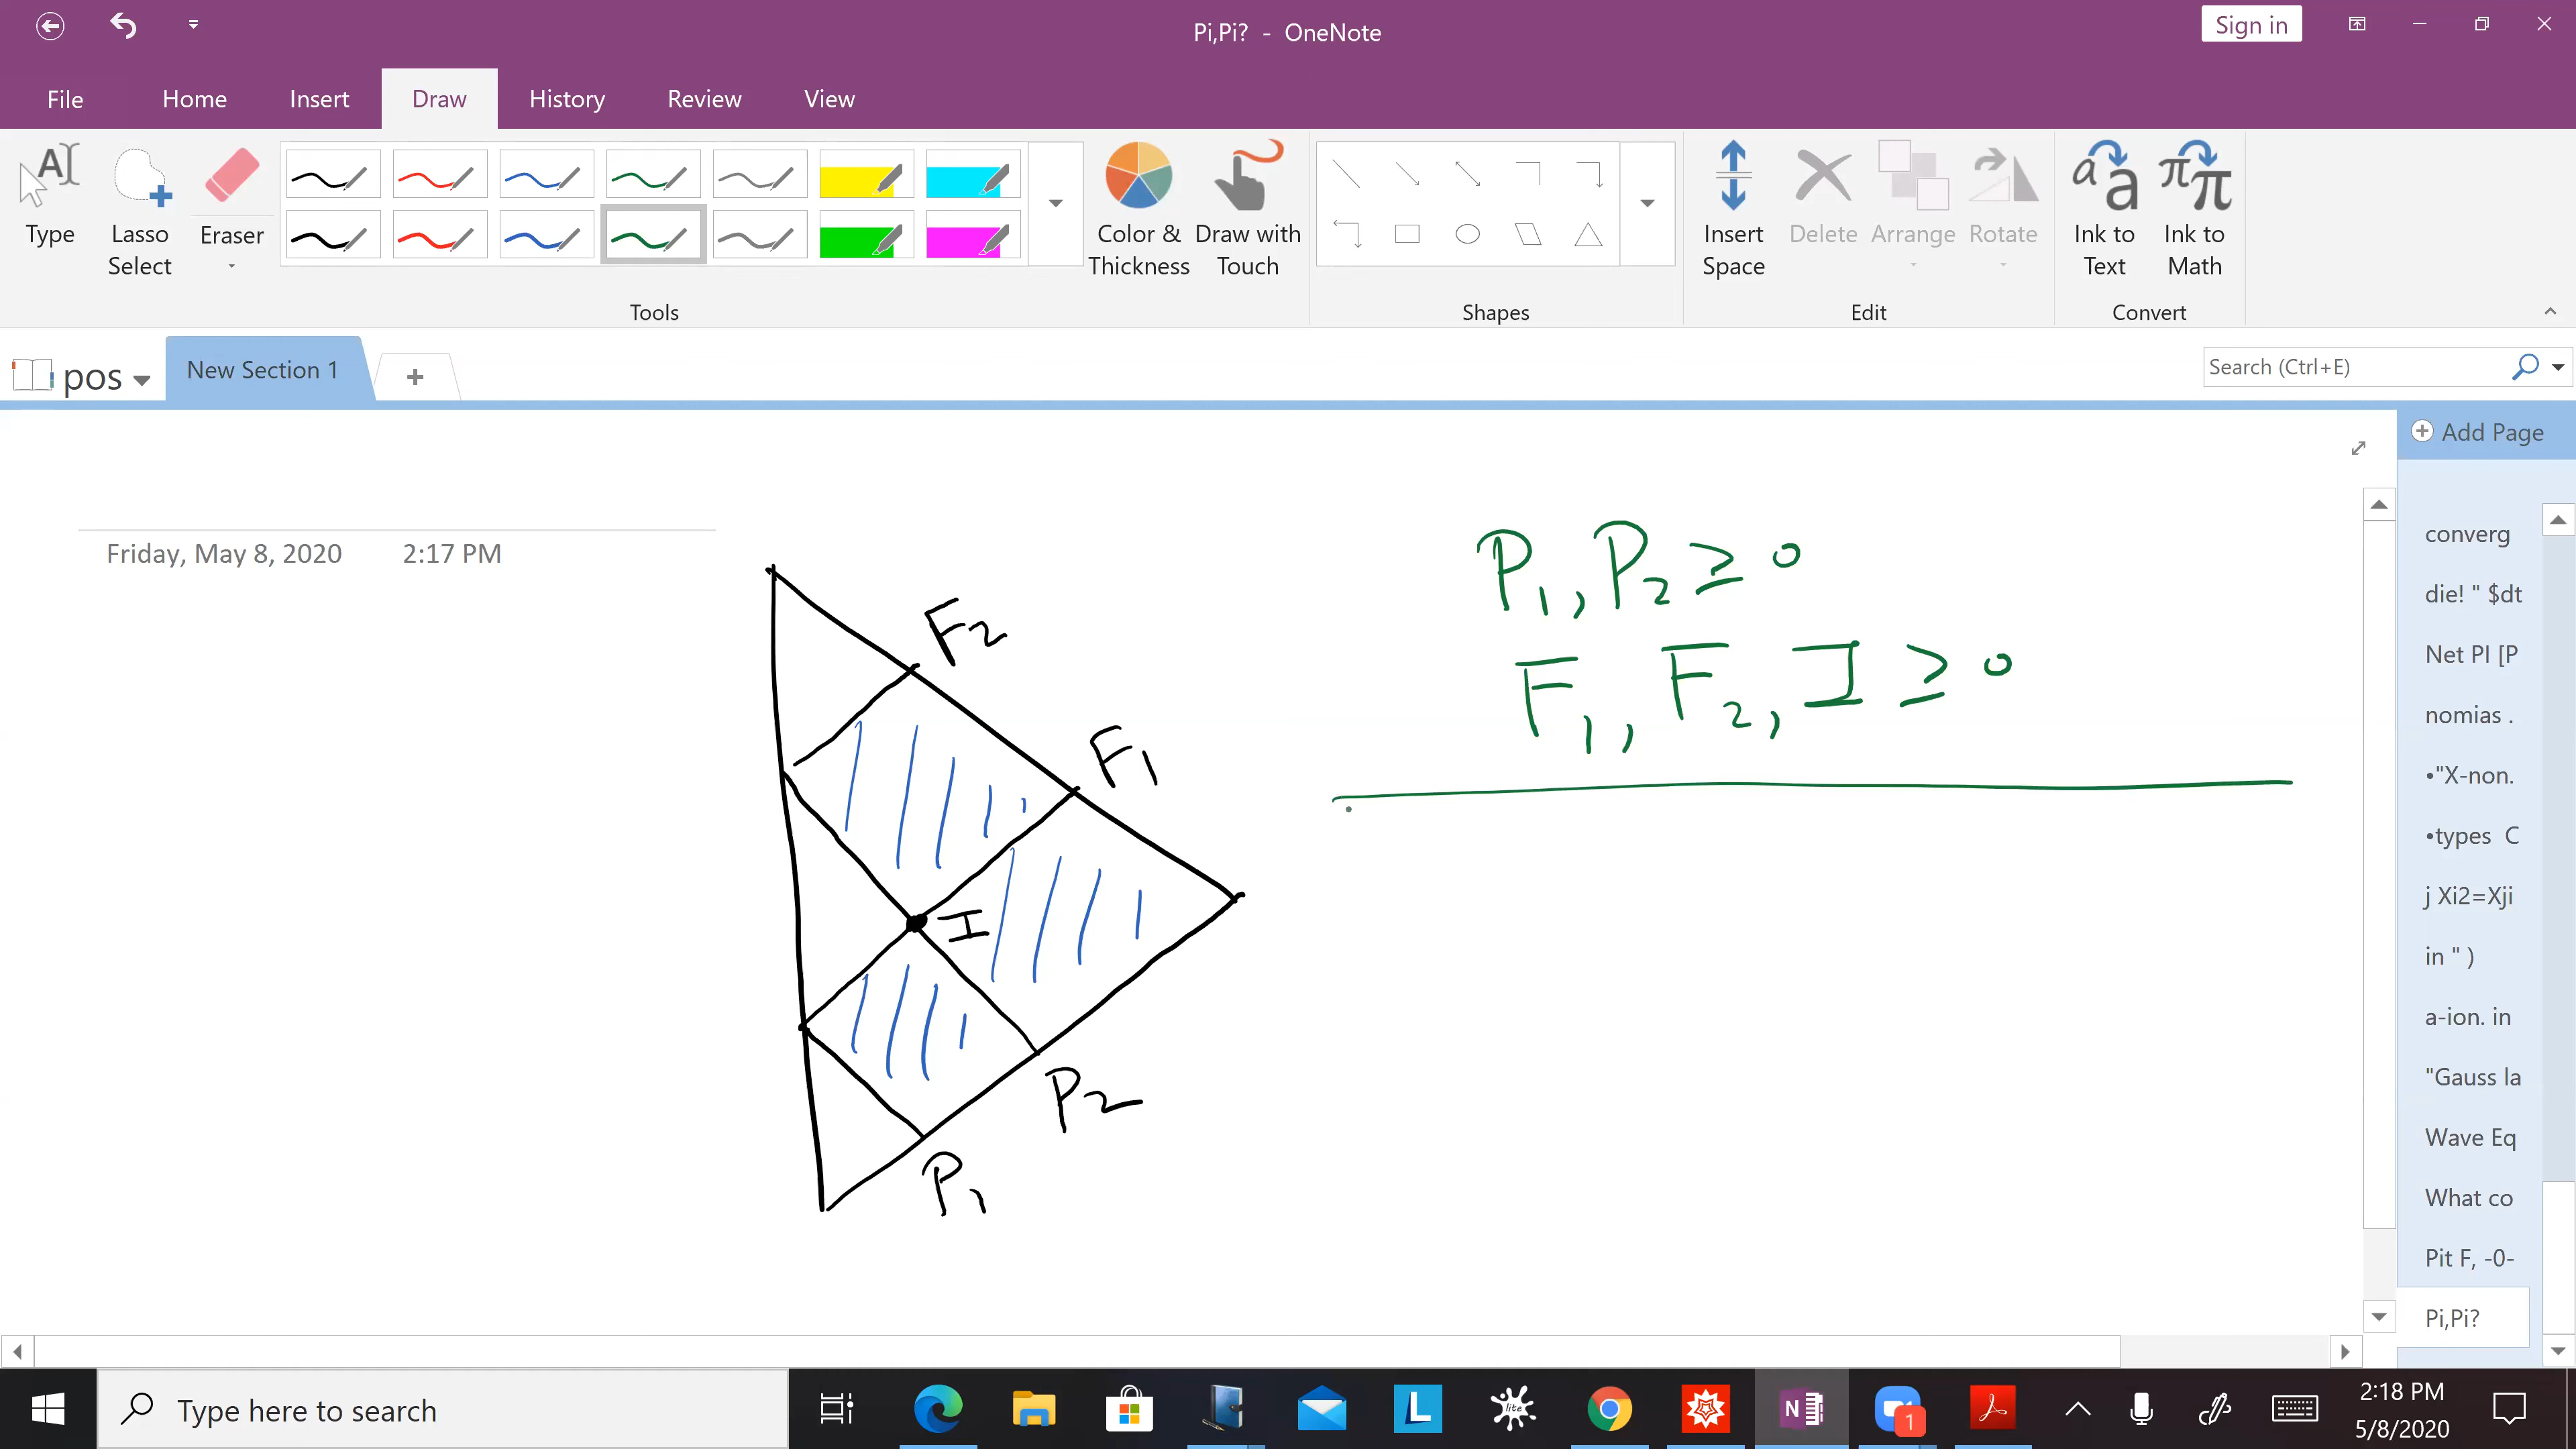 Pi,Pi? - OneNote
Sign in
File Home Insert Draw History Review View
Type
Lasso Select
Eraser
Color & Thickness
Draw with Touch
Insert Space
Delete
Arrange
Rotate
Ink to Text
Ink to Math
Tools
Shapes
Edit
Convert
pos
New Section 1
+
Search (Ctrl+E)
Add Page
Friday, May 8, 2020 2:17 PM
F2
F1
I
P2
P1
P1, P2 ≥ 0
F1, F2, I ≥ 0
converg
die! " $dt
Net PI [P
nomias .
•"X-non.
•types C
j Xi2=Xji
in " )
a-ion. in
"Gauss la
Wave Eq
What co
Pit F, -0-
Pi,Pi?
Type here to search
L
lite
N
1
2:18 PM
5/8/2020